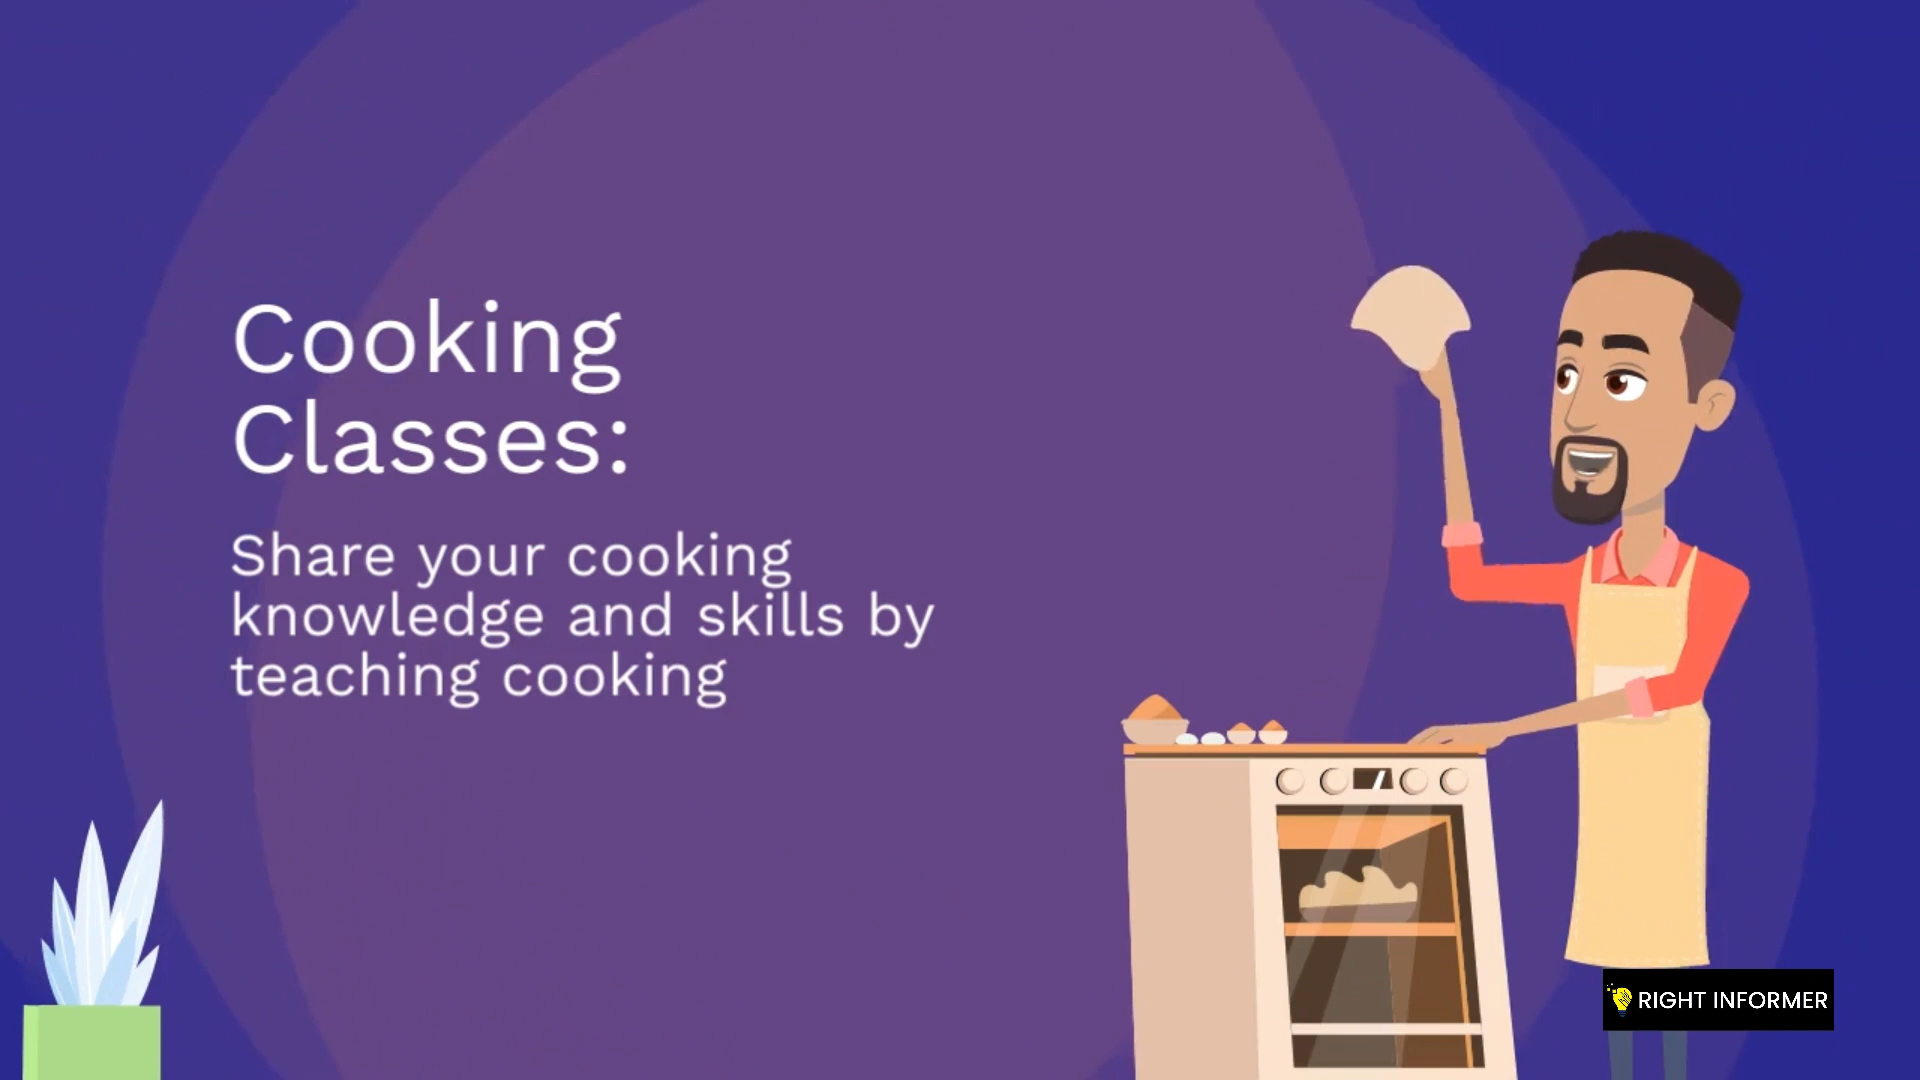 Cooking
Classes:
Share your cooking
knowledge and skills by
teaching cooking
RIGHT INFORMER